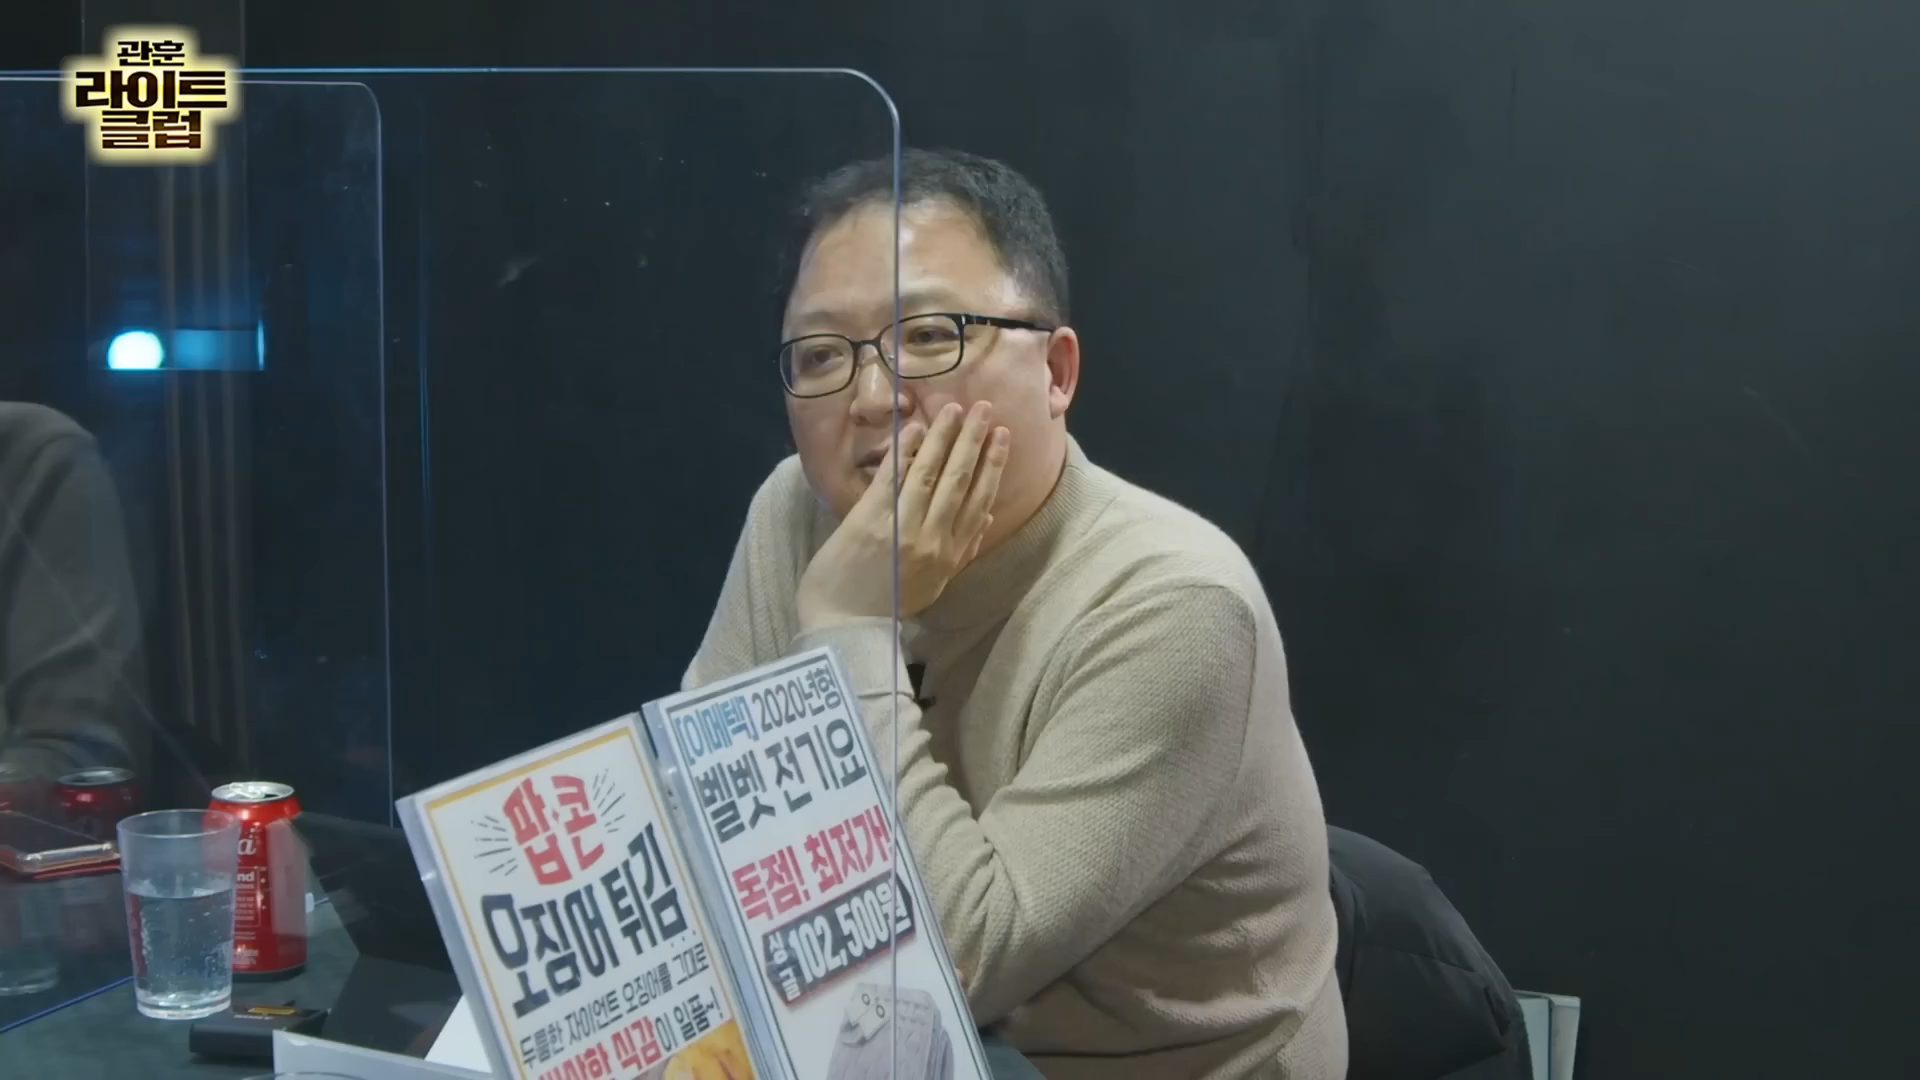 관훈
라이트
클럽
팝콘
오징어 튀김
두툼한 자이언트 오징어를 그대로
식감이 일품~!
[이메텍] 2020년형
벨벳 전기요
독점! 최저가!
싱글 102,500원